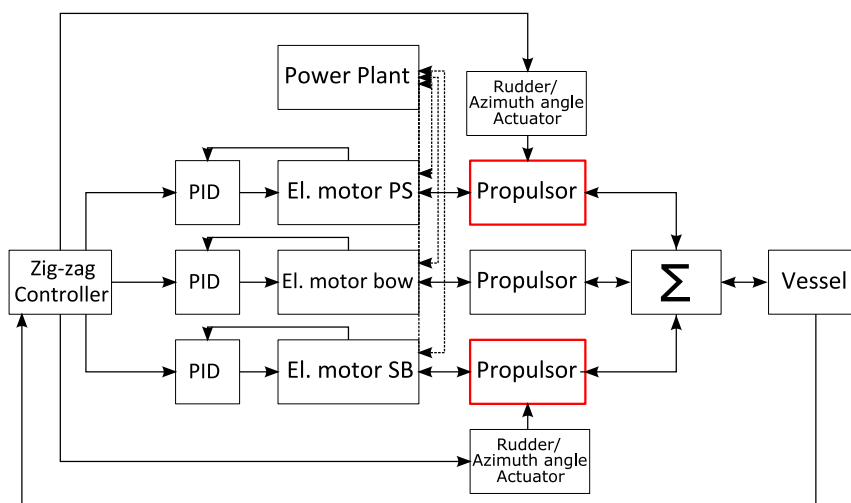 Power Plant
Rudder/
Azimuth angle
Actuator
PID
El. motor PS
Propulsor
Zig-zag
Controller
PID
El. motor bow
Propulsor
Σ
Vessel
PID
El. motor SB
Propulsor
Rudder/
Azimuth angle
Actuator